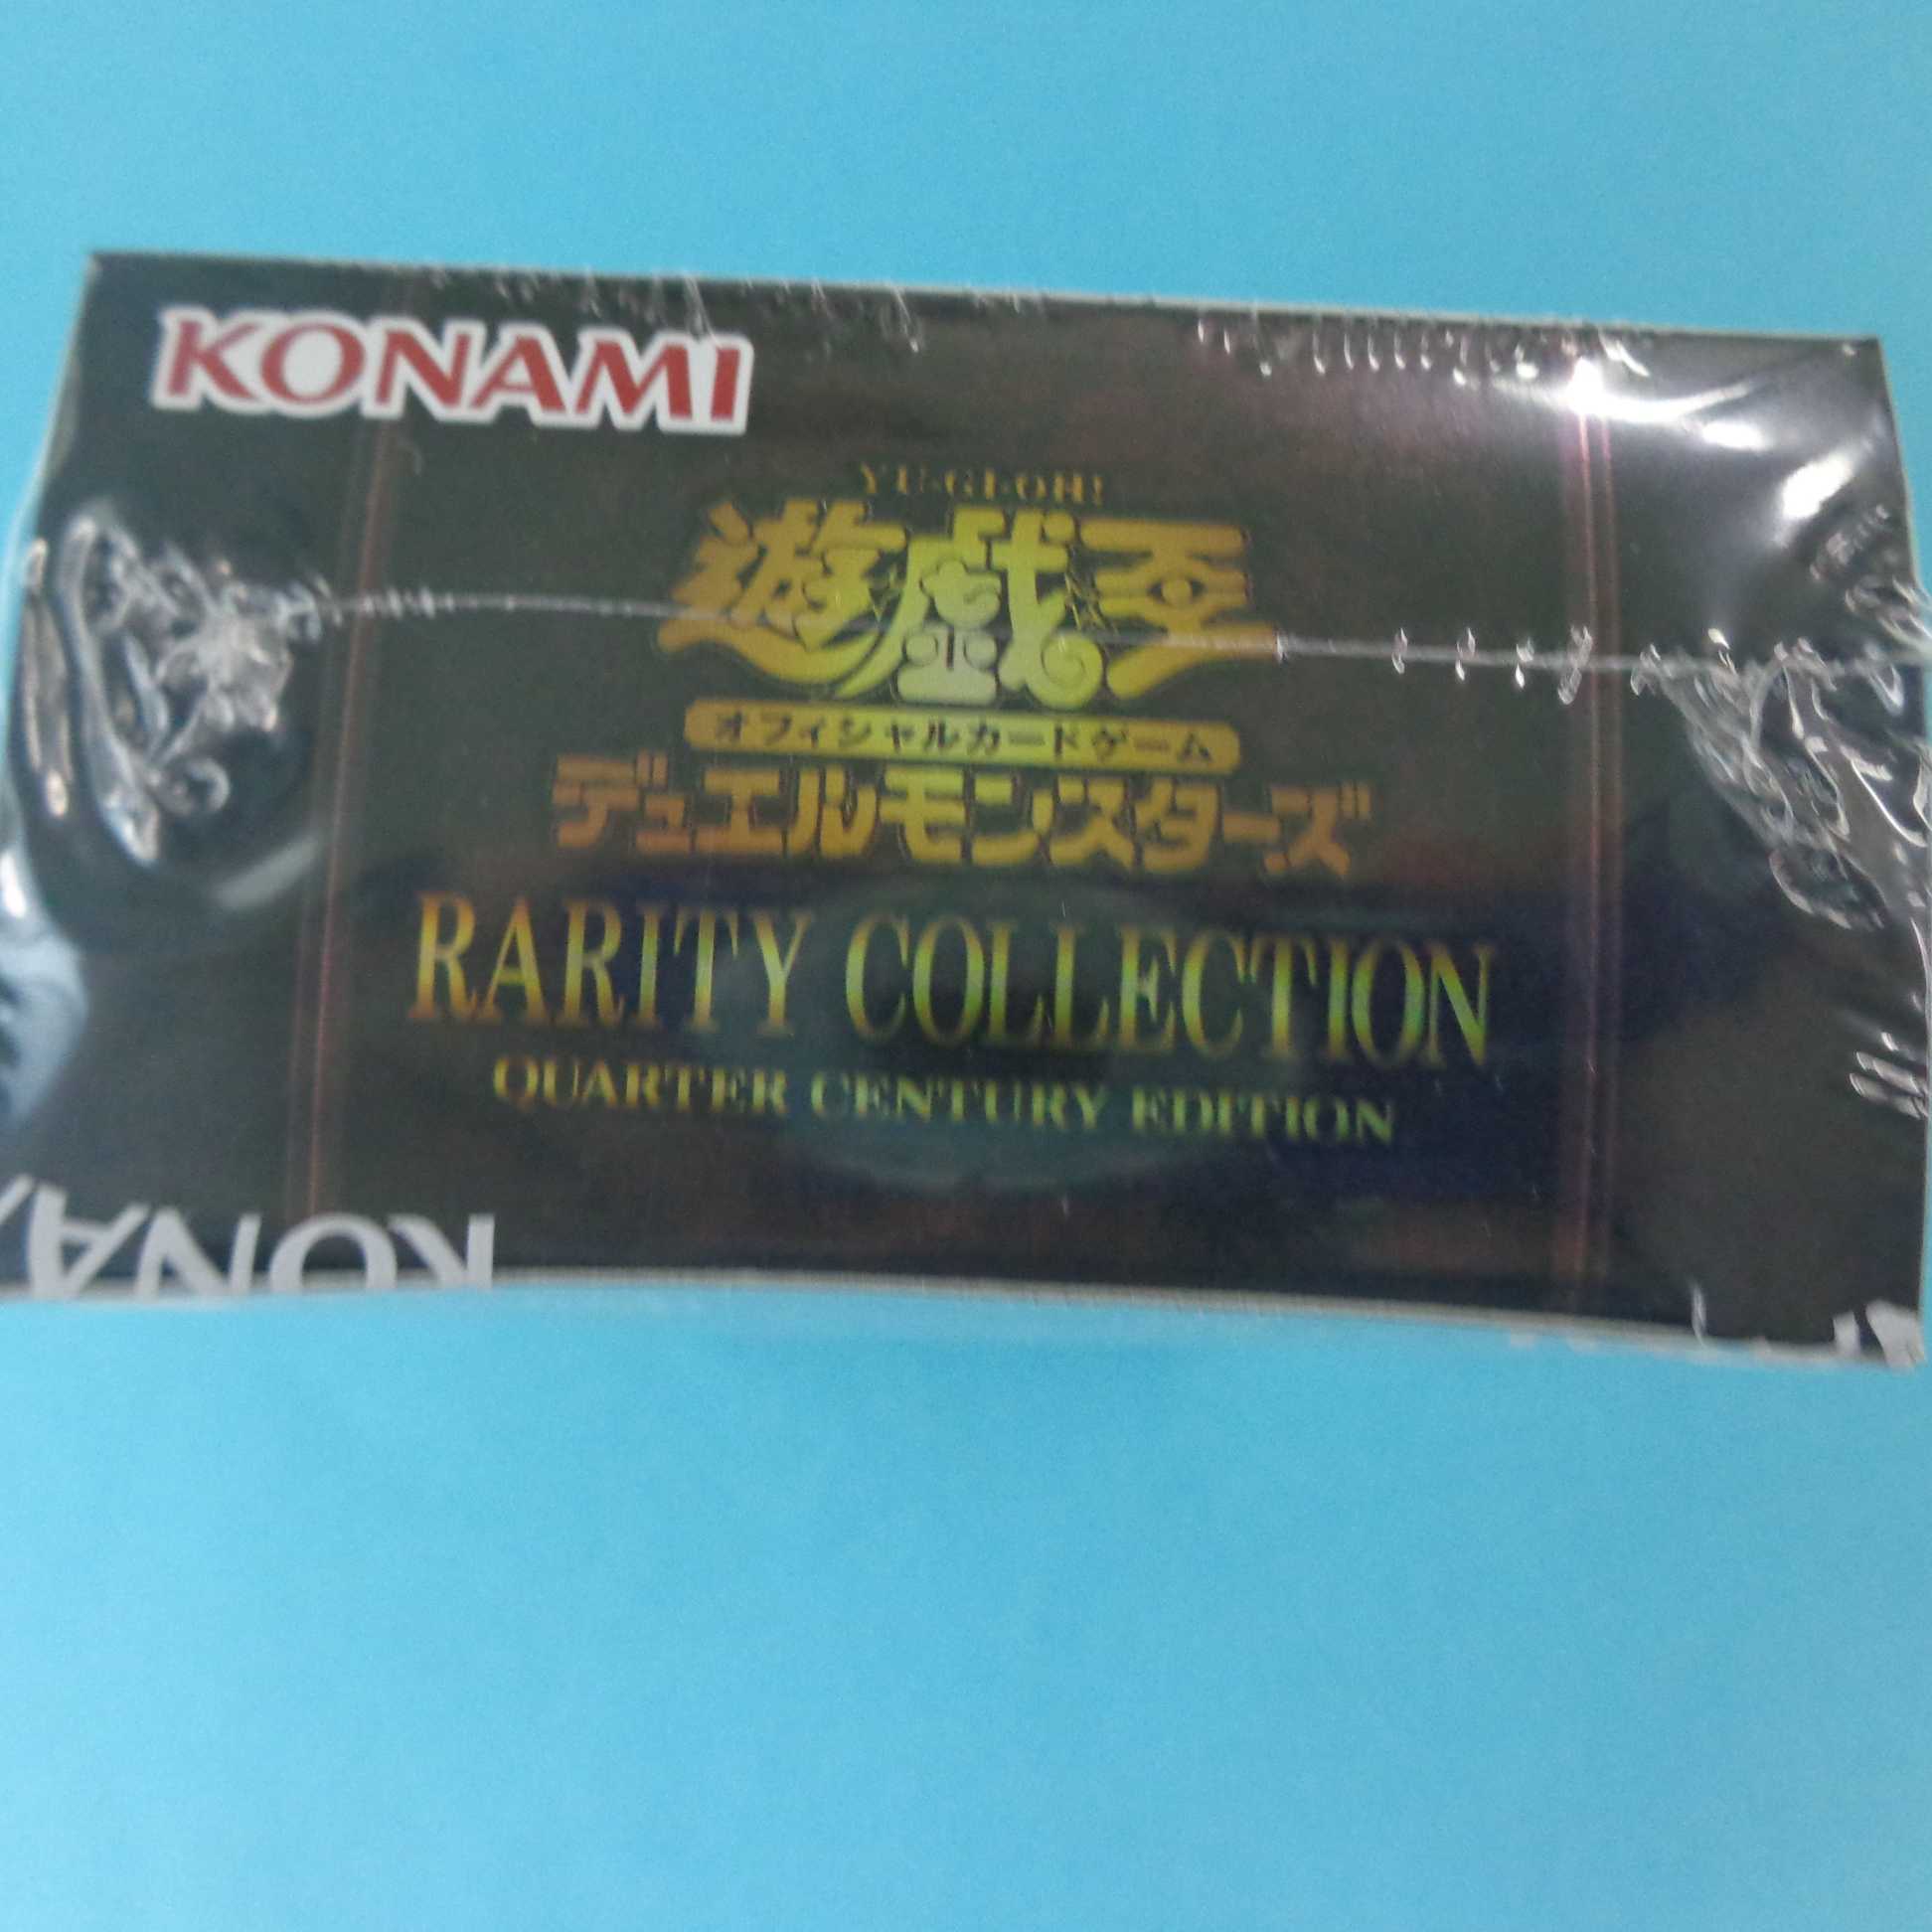 KONAMI
YU-GI-OH!
遊戯王
オフィシャルカードゲーム
デュエルモンスターズ
RARITY COLLECTION
QUARTER CENTURY EDITION
KONA